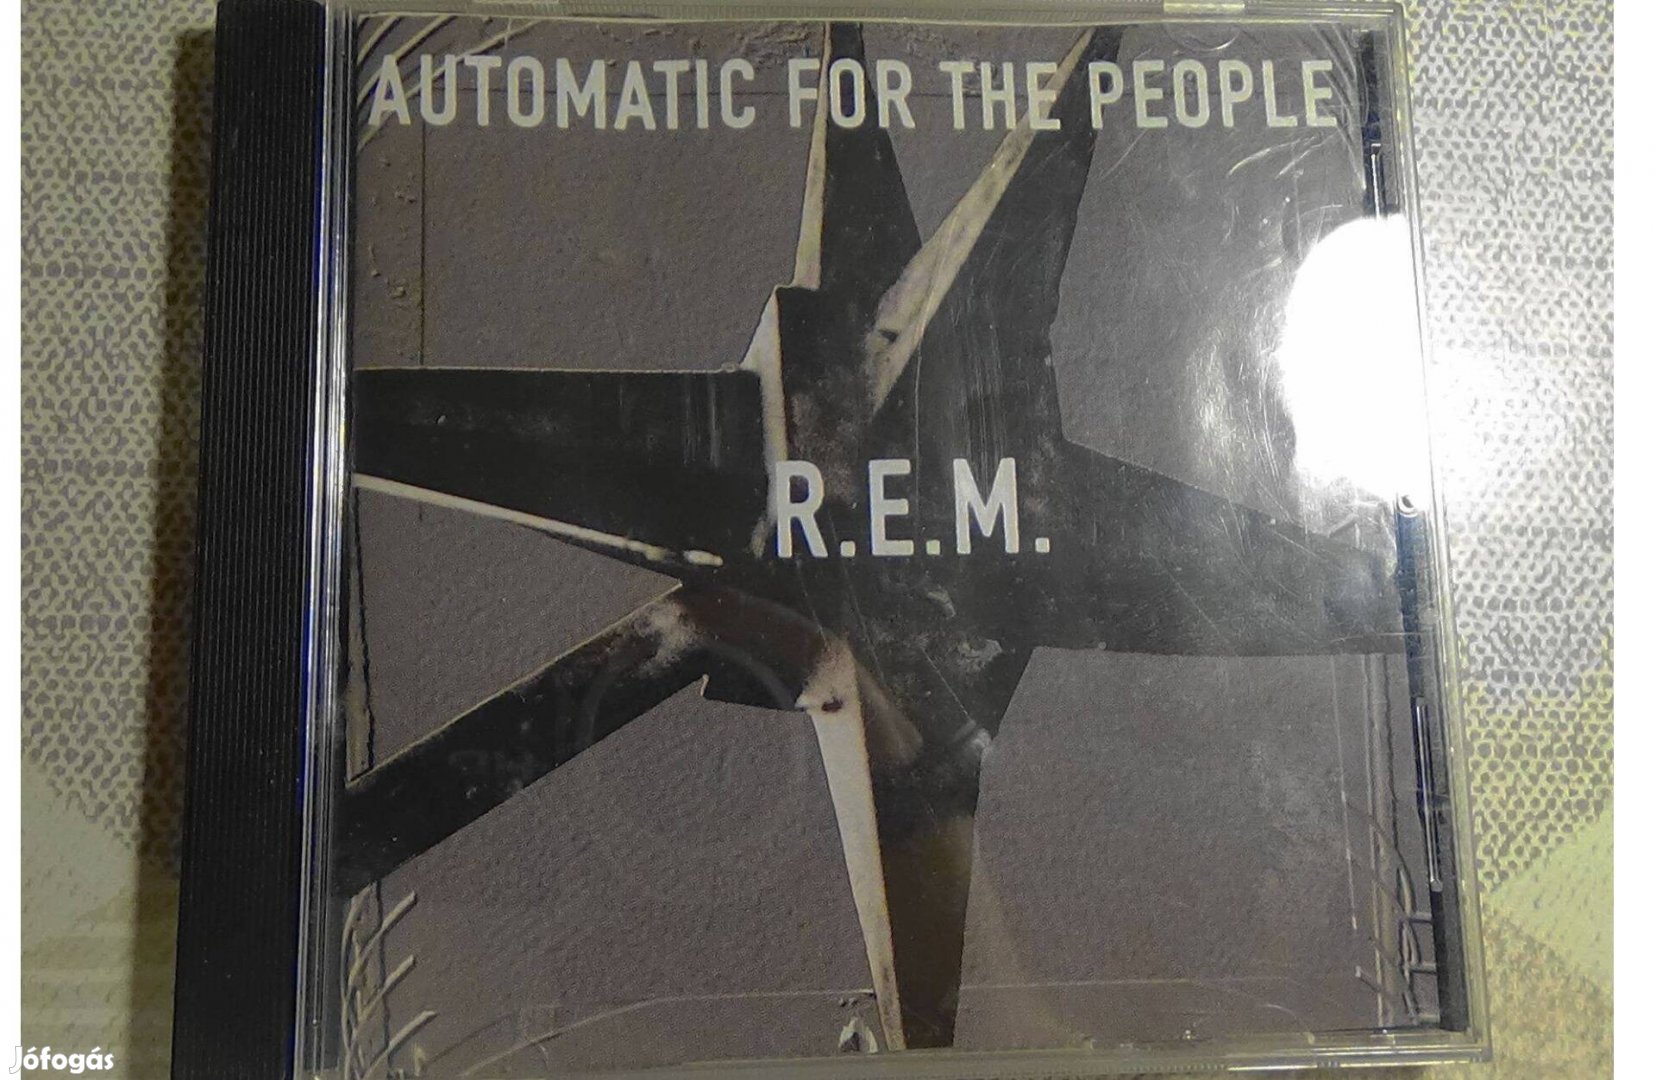 AUTOMATIC FOR THE PEOPLE
R.E.M.
Jófogás